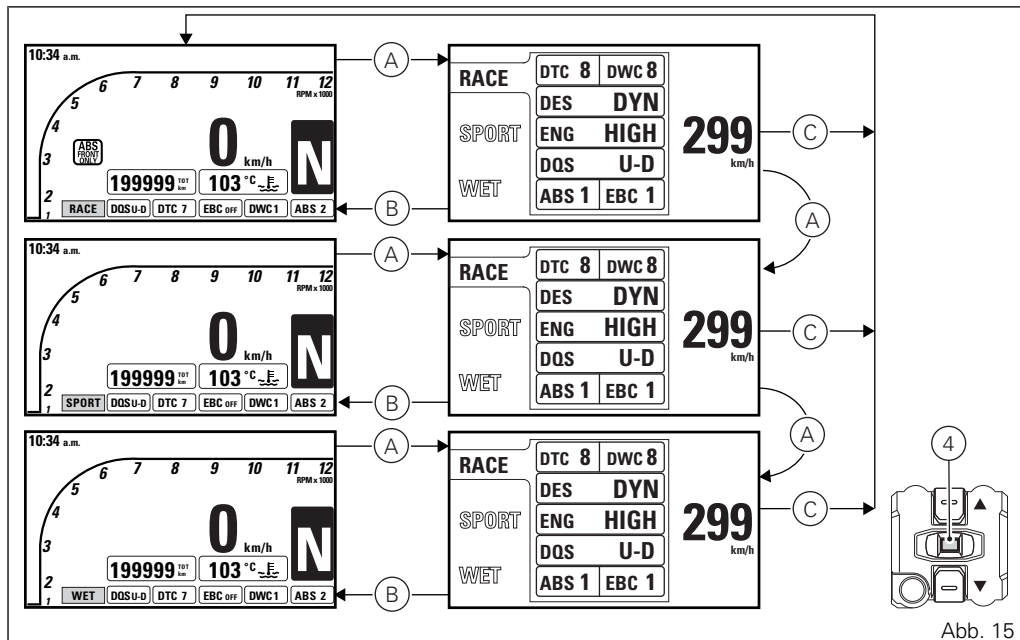 10:34 a.m.
1 2 3 4 5 6 7 8 9 10 11 12
RPM x 1000
ABS FRONT ONLY
0 km/h
N
199999 TOT km 103 °C
RACE DQS U-D DTC 7 EBC OFF DWC 1 ABS 2
A
B
RACE
SPORT
WET
DTC 8 DWC 8
DES DYN
ENG HIGH
DQS U-D
ABS 1 EBC 1
299
km/h
C
A
10:34 a.m.
1 2 3 4 5 6 7 8 9 10 11 12
RPM x 1000
0 km/h
N
199999 TOT km 103 °C
SPORT DQS U-D DTC 7 EBC OFF DWC 1 ABS 2
A
B
RACE
SPORT
WET
DTC 8 DWC 8
DES DYN
ENG HIGH
DQS U-D
ABS 1 EBC 1
299
km/h
C
A
10:34 a.m.
1 2 3 4 5 6 7 8 9 10 11 12
RPM x 1000
0 km/h
N
199999 TOT km 103 °C
WET DQS U-D DTC 7 EBC OFF DWC 1 ABS 2
A
B
RACE
SPORT
WET
DTC 8 DWC 8
DES DYN
ENG HIGH
DQS U-D
ABS 1 EBC 1
299
km/h
C
4
Abb. 15